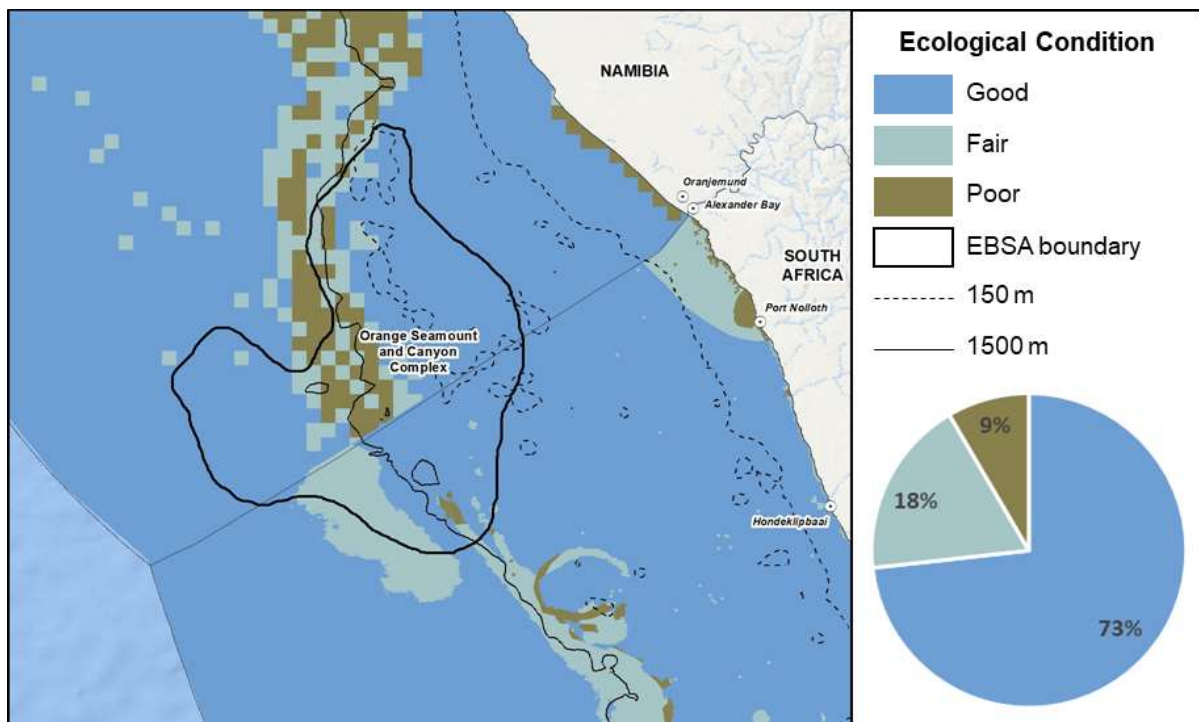 NAMIBIA
Oranjemund
Alexander Bay
SOUTH
AFRICA
Port Nolloth
Orange Seamount
and Canyon
Complex
Hondeklipbaai
Ecological Condition
Good
Fair
Poor
EBSA boundary
150 m
1500 m
9%
18%
73%